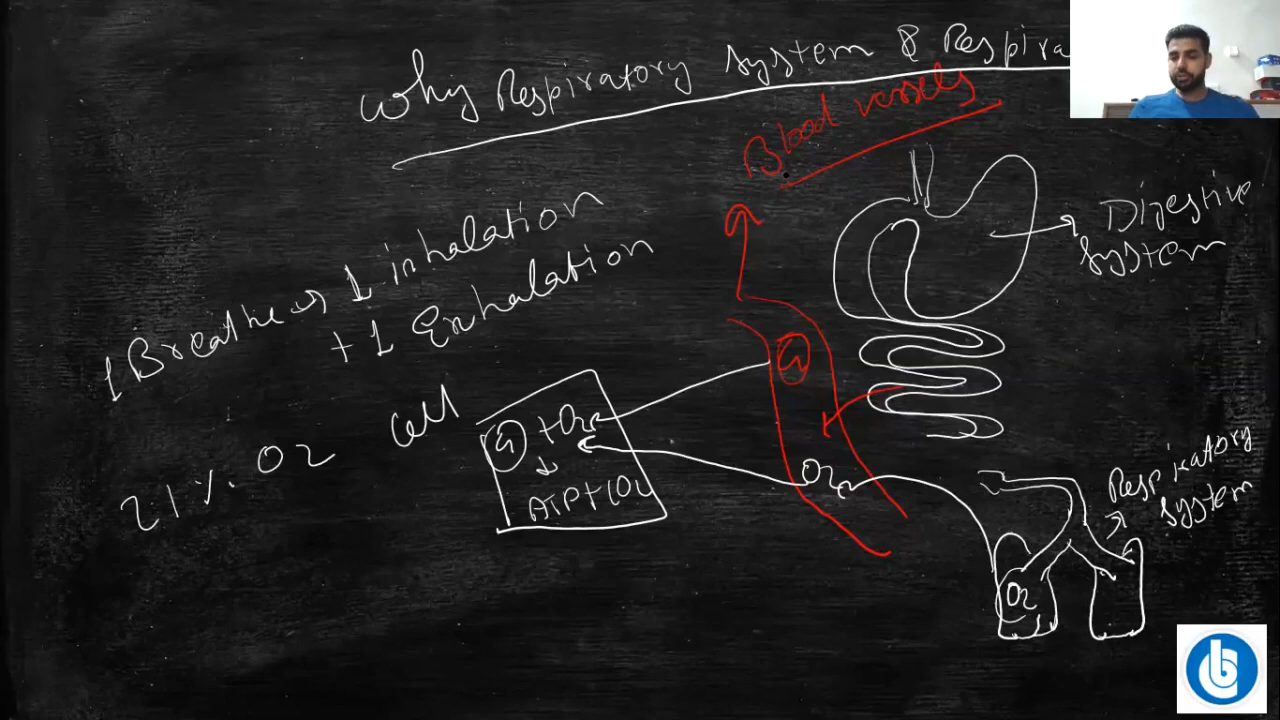 Why Respiratory System & Respira
Blood vessels
Digestive
System
1 Breathe → 1 inhalation
+ 1 Exhalation
G
21 % O2
Cell
G + O2
ATP + CO2
O2
Respiratory
System
O2